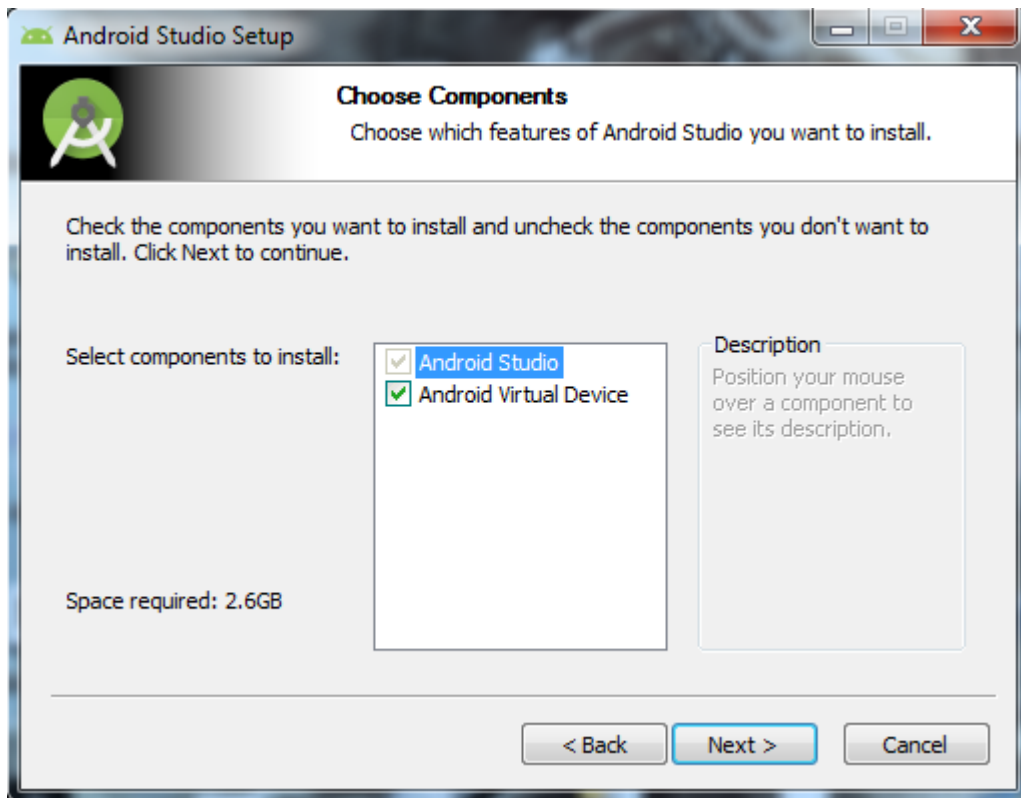 Android Studio Setup
Choose Components
Choose which features of Android Studio you want to install.
Check the components you want to install and uncheck the components you don't want to
install. Click Next to continue.
Select components to install:
Android Studio
Android Virtual Device
Description
Position your mouse
over a component to
see its description.
Space required: 2.6GB
< Back
Next >
Cancel